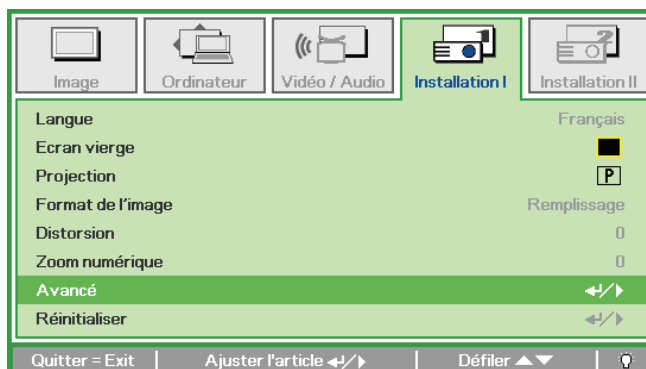 Image Ordinateur Vidéo / Audio Installation I Installation II
Langue Français
Ecran vierge
Projection P
Format de l'image Remplissage
Distorsion 0
Zoom numérique 0
Avancé
Réinitialiser
Quitter = Exit Ajuster l'article Défiler